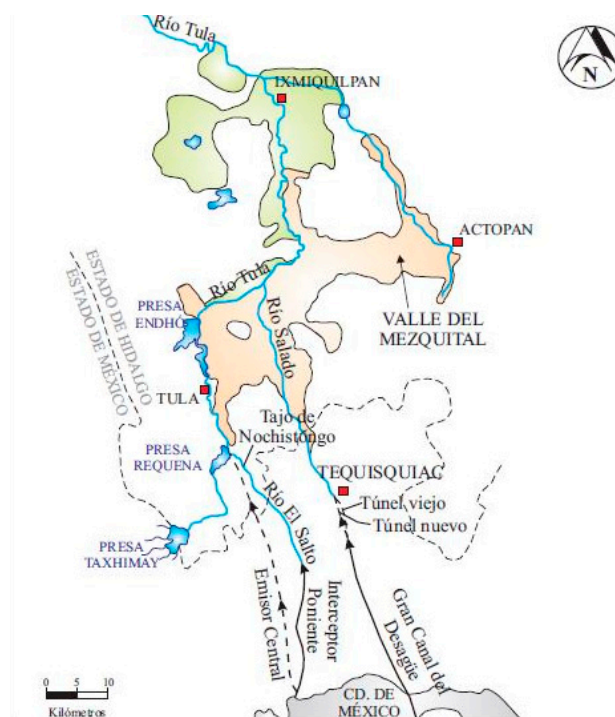 Río Tula
N
IXMIQUILPAN
ACTOPAN
ESTADO DE HIDALGO
ESTADO DE MÉXICO
Río Tula
PRESA
ENDHÓ
Río Salado
VALLE DEL
MEZQUITAL
TULA
Tajo de
Nochistongo
PRESA
REQUENA
TEQUISQUIAC
Túnel viejo
Túnel nuevo
Río El Salto
PRESA
TAXHIMAY
Emisor Central
Interceptor
Poniente
Gran Canal del
Desagüe
0 5 10
Kilómetros
CD. DE
MÉXICO